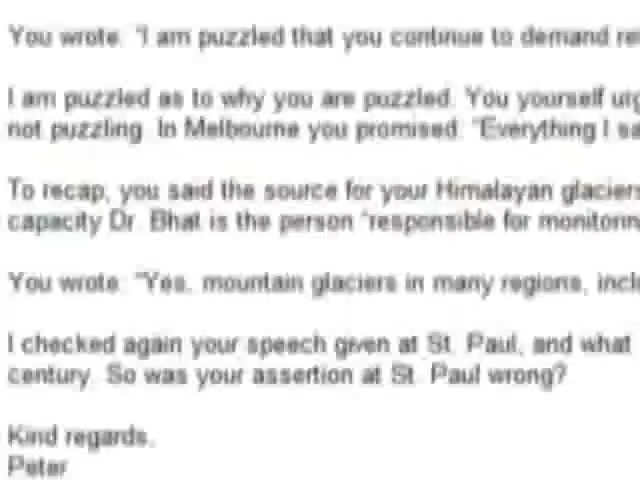 You wrote: "I am puzzled that you continue to demand re
I am puzzled as to why you are puzzled. You yourself urg
not puzzling. In Melbourne you promised: "Everything I sa
To recap, you said the source for your Himalayan glaciers
capacity Dr. Bhat is the person "responsible for monitorin
You wrote: "Yes, mountain glaciers in many regions, incl
I checked again your speech given at St. Paul, and what
century. So was your assertion at St. Paul wrong?
Kind regards,
Peter